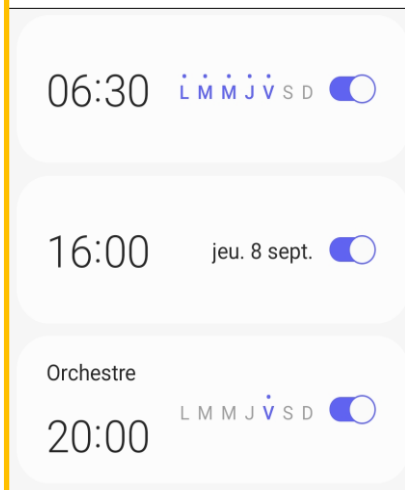 06:30 L M M J V S D
16:00 jeu. 8 sept.
Orchestre
20:00 L M M J V S D